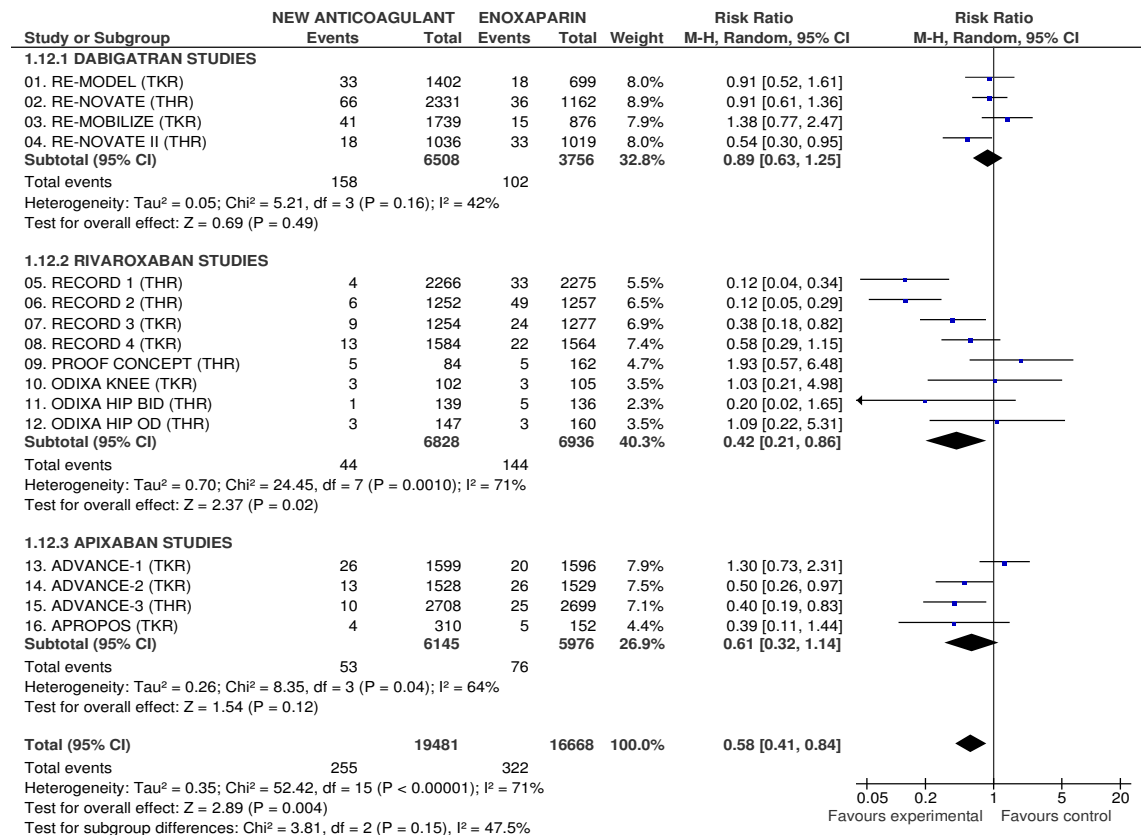 NEW ANTICOAGULANT ENOXAPARIN Risk Ratio Risk Ratio
Study or Subgroup Events Total Events Total Weight M-H, Random, 95% CI M-H, Random, 95% CI
1.12.1 DABIGATRAN STUDIES
01. RE-MODEL (TKR) 33 1402 18 699 8.0% 0.91 [0.52, 1.61]
02. RE-NOVATE (THR) 66 2331 36 1162 8.9% 0.91 [0.61, 1.36]
03. RE-MOBILIZE (TKR) 41 1739 15 876 7.9% 1.38 [0.77, 2.47]
04. RE-NOVATE II (THR) 18 1036 33 1019 8.0% 0.54 [0.30, 0.95]
Subtotal (95% CI) 6508 3756 32.8% 0.89 [0.63, 1.25]
Total events 158 102
Heterogeneity: Tau² = 0.05; Chi² = 5.21, df = 3 (P = 0.16); I² = 42%
Test for overall effect: Z = 0.69 (P = 0.49)
1.12.2 RIVAROXABAN STUDIES
05. RECORD 1 (THR) 4 2266 33 2275 5.5% 0.12 [0.04, 0.34]
06. RECORD 2 (THR) 6 1252 49 1257 6.9% 0.12 [0.05, 0.29]
07. RECORD 3 (TKR) 9 1254 24 1277 6.9% 0.38 [0.18, 0.82]
08. RECORD 4 (TKR) 13 1584 22 1564 7.4% 0.58 [0.29, 1.15]
09. PROOF CONCEPT (THR) 5 84 5 162 4.7% 1.93 [0.57, 6.48]
10. ODIXA KNEE (TKR) 3 102 3 105 3.5% 1.03 [0.21, 4.98]
11. ODIXA HIP BID (THR) 1 139 5 136 2.3% 0.20 [0.02, 1.65]
12. ODIXA HIP OD (THR) 3 147 3 160 3.5% 1.09 [0.22, 5.31]
Subtotal (95% CI) 6828 6936 40.3% 0.42 [0.21, 0.86]
Total events 44 144
Heterogeneity: Tau² = 0.70; Chi² = 24.45, df = 7 (P = 0.0010); I² = 71%
Test for overall effect: Z = 2.37 (P = 0.02)
1.12.3 APIXABAN STUDIES
13. ADVANCE-1 (TKR) 26 1599 20 1596 7.9% 1.30 [0.73, 2.31]
14. ADVANCE-2 (TKR) 13 1528 26 1529 7.5% 0.50 [0.26, 0.97]
15. ADVANCE-3 (THR) 10 2708 25 2699 7.1% 0.40 [0.19, 0.83]
16. APROPOS (TKR) 4 310 5 152 4.4% 0.39 [0.11, 1.44]
Subtotal (95% CI) 6145 5976 26.9% 0.61 [0.32, 1.14]
Total events 53 76
Heterogeneity: Tau² = 0.26; Chi² = 8.35, df = 3 (P = 0.04); I² = 64%
Test for overall effect: Z = 1.54 (P = 0.12)
Total (95% CI) 19481 16668 100.0% 0.58 [0.41, 0.84]
Total events 255 322
Heterogeneity: Tau² = 0.35; Chi² = 52.42, df = 15 (P < 0.00001); I² = 71%
Test for overall effect: Z = 2.89 (P = 0.004)
Test for subgroup differences: Chi² = 3.81, df = 2 (P = 0.15), I² = 47.5%
0.05 0.2 1 5 20
Favours experimental Favours control